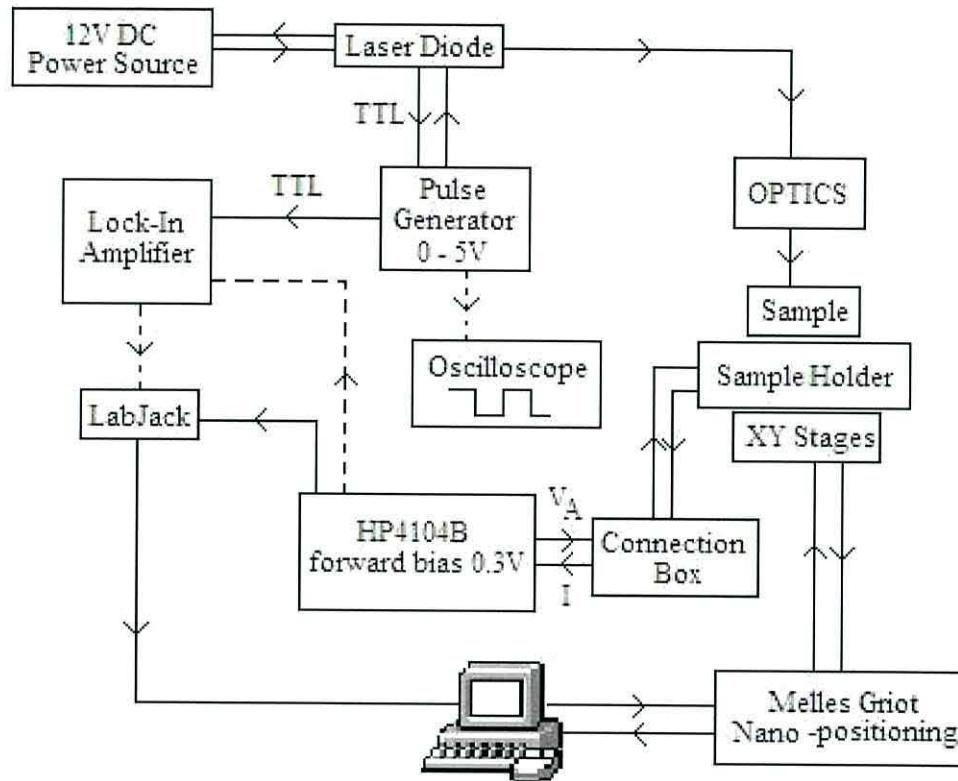 12V DC
Power Source
Laser Diode
TTL
TTL
Pulse
Generator
0 - 5V
OPTICS
Lock-In
Amplifier
Sample
Oscilloscope
Sample Holder
LabJack
XY Stages
HP4104B
forward bias 0.3V
V_A
I
Connection
Box
Melles Griot
Nano -positioning